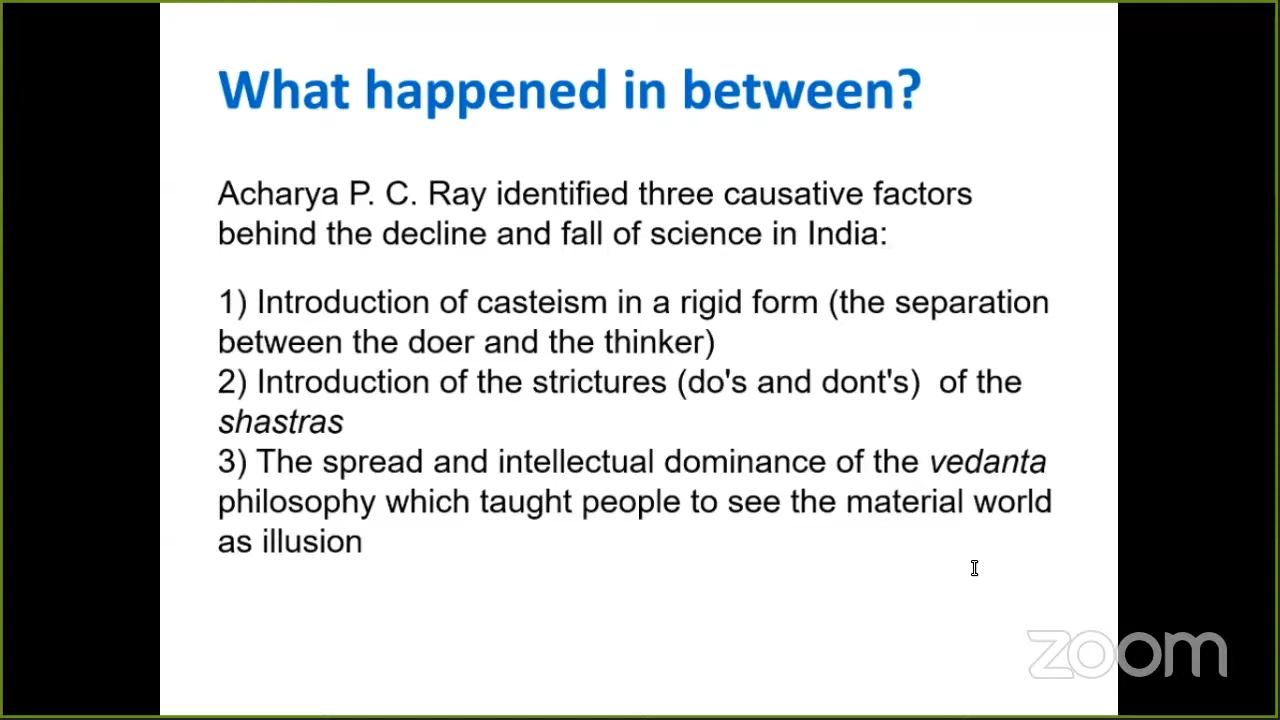 What happened in between?
Acharya P. C. Ray identified three causative factors
behind the decline and fall of science in India:
1) Introduction of casteism in a rigid form (the separation
between the doer and the thinker)
2) Introduction of the strictures (do's and dont's)  of the
shastras
3) The spread and intellectual dominance of the vedanta
philosophy which taught people to see the material world
as illusion
zoom